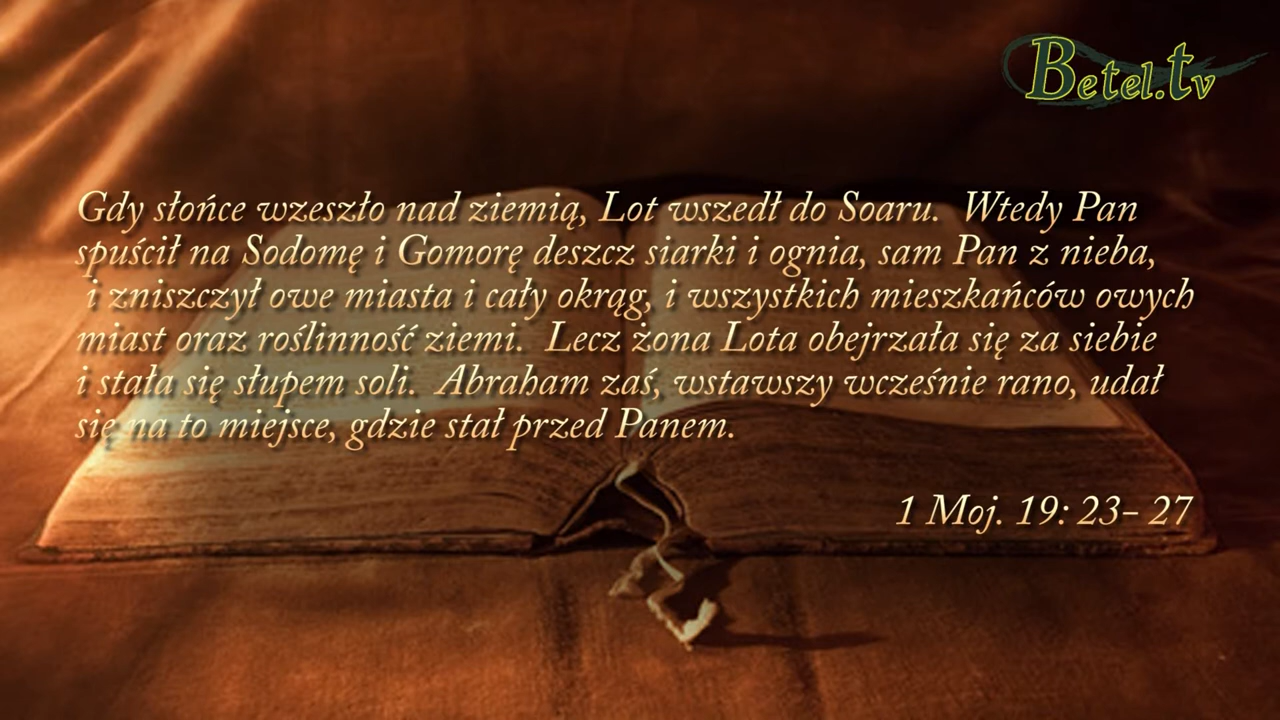 Betel.tv
Gdy słońce wzeszło nad ziemią, Lot wszedł do Soaru. Wtedy Pan
spuścił na Sodomę i Gomorę deszcz siarki i ognia, sam Pan z nieba,
i zniszczył owe miasta i cały okrąg, i wszystkich mieszkańców owych
miast oraz roślinność ziemi. Lecz żona Lota obejrzała się za siebie
i stała się słupem soli. Abraham zaś, wstawszy wcześnie rano, udał
się na to miejsce, gdzie stał przed Panem.
1 Moj. 19: 23- 27